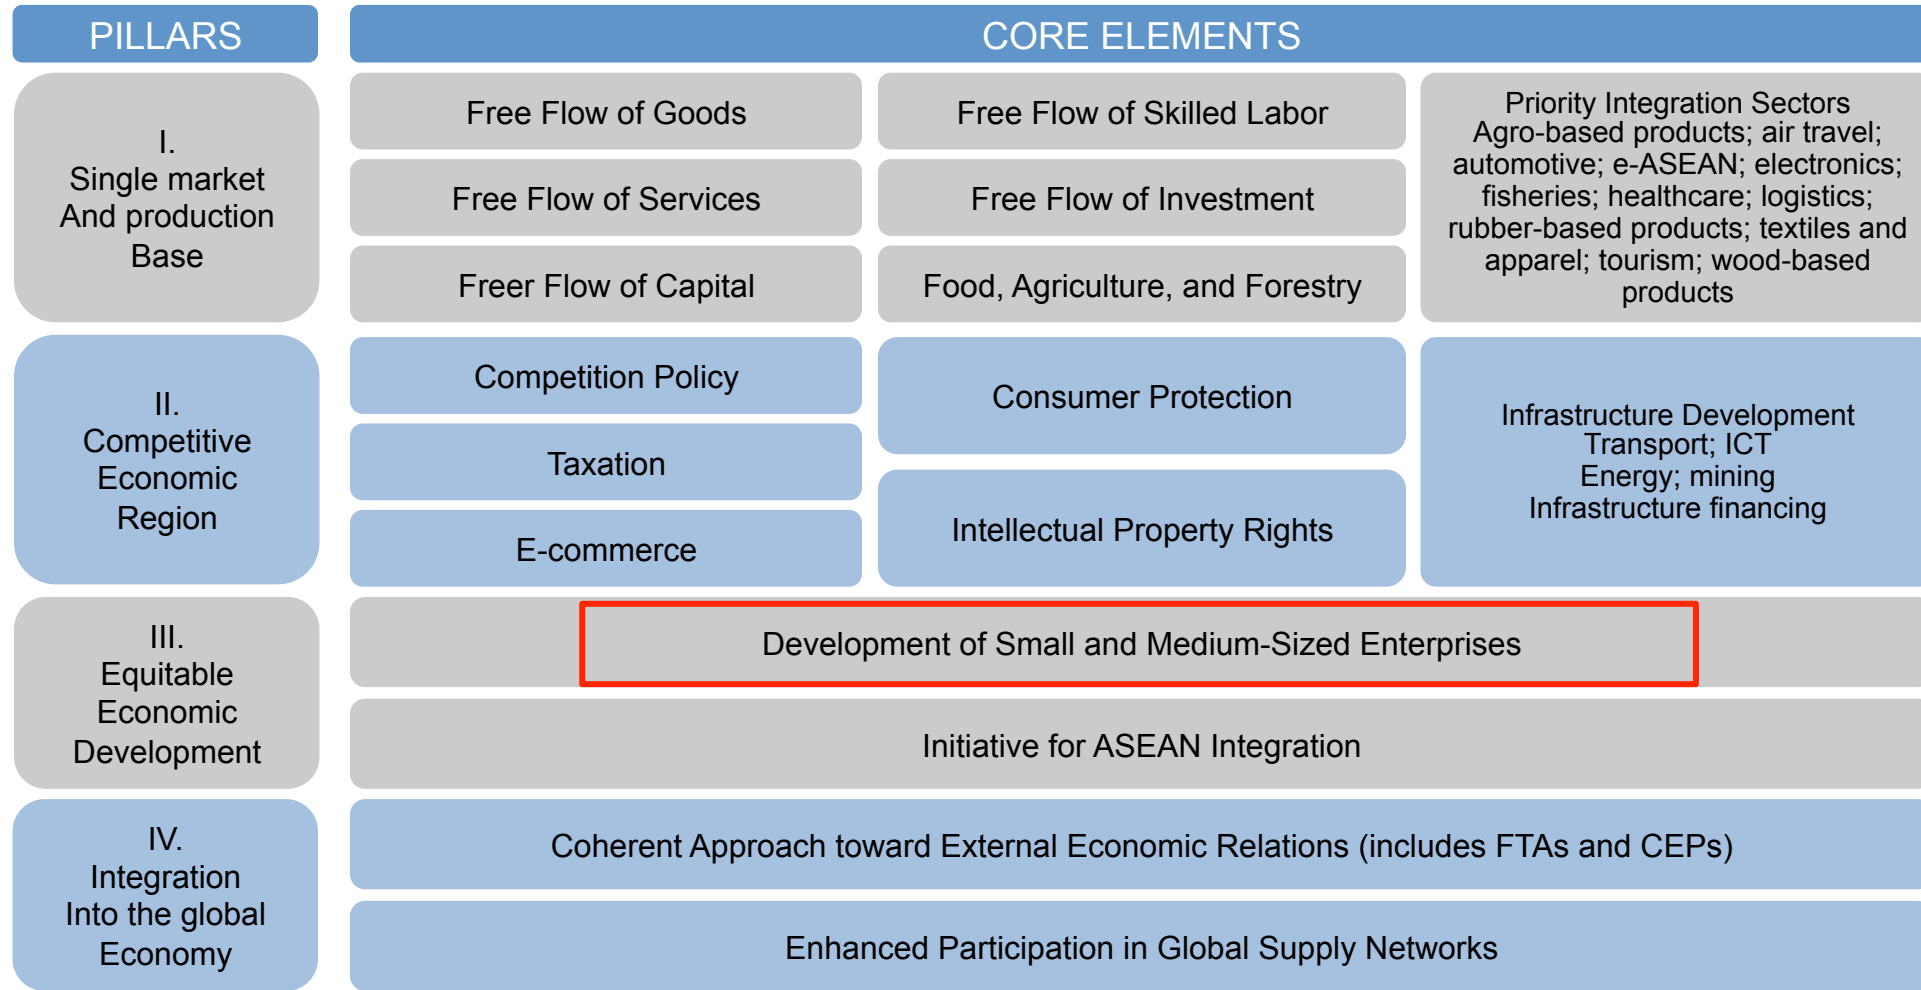 PILLARS
CORE ELEMENTS
I.
Single market
And production
Base
Free Flow of Goods
Free Flow of Services
Freer Flow of Capital
Free Flow of Skilled Labor
Free Flow of Investment
Food, Agriculture, and Forestry
Priority Integration Sectors
Agro-based products; air travel;
automotive; e-ASEAN; electronics;
fisheries; healthcare; logistics;
rubber-based products; textiles and
apparel; tourism; wood-based
products
II.
Competitive
Economic
Region
Competition Policy
Taxation
E-commerce
Consumer Protection
Intellectual Property Rights
Infrastructure Development
Transport; ICT
Energy; mining
Infrastructure financing
III.
Equitable
Economic
Development
Development of Small and Medium-Sized Enterprises
Initiative for ASEAN Integration
IV.
Integration
Into the global
Economy
Coherent Approach toward External Economic Relations (includes FTAs and CEPs)
Enhanced Participation in Global Supply Networks